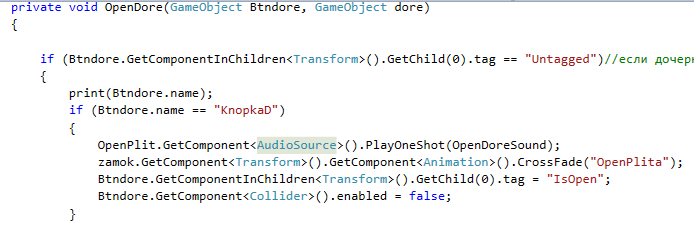 private void OpenDore(GameObject Btndore, GameObject dore)
{
if (Btndore.GetComponentInChildren<Transform>().GetChild(0).tag == "Untagged")//если дочерн
{
print(Btndore.name);
if (Btndore.name == "KnopkaD")
{
OpenPlit.GetComponent<AudioSource>().PlayOneShot(OpenDoreSound);
zamok.GetComponent<Transform>().GetComponent<Animation>().CrossFade("OpenPlita");
Btndore.GetComponentInChildren<Transform>().GetChild(0).tag = "IsOpen";
Btndore.GetComponent<Collider>().enabled = false;
}